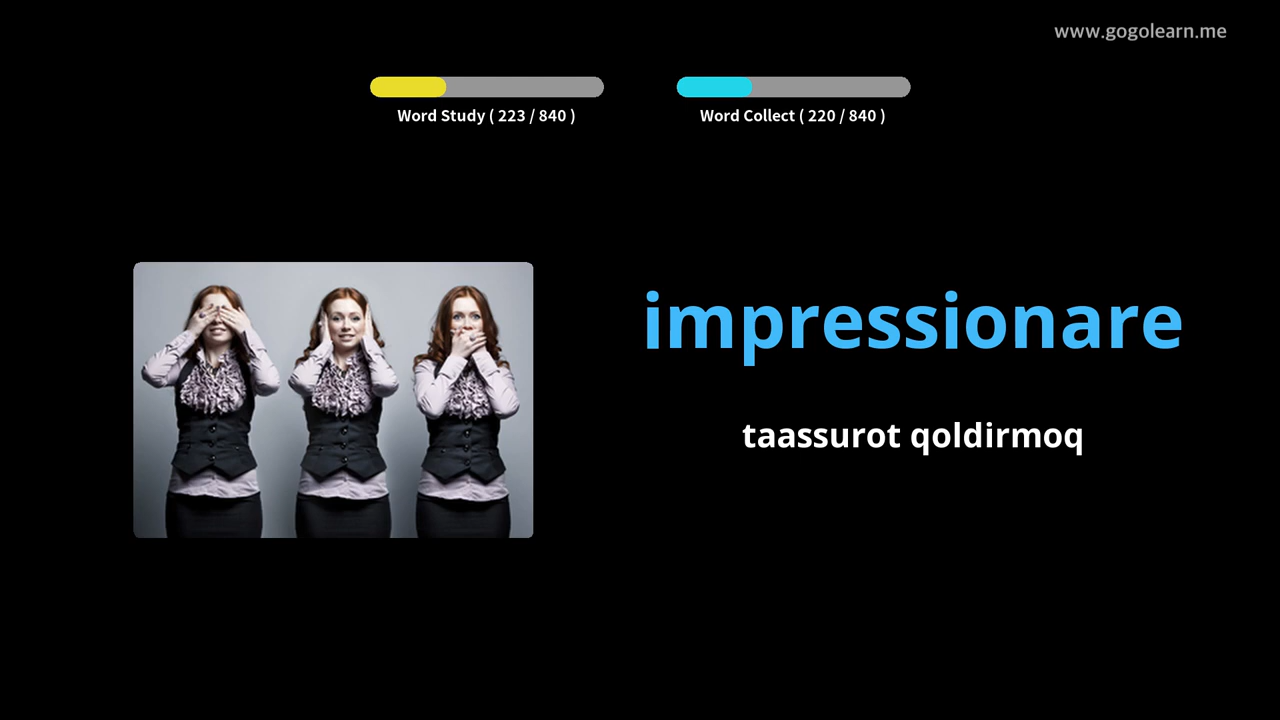 www.gogolearn.me
Word Study ( 223 / 840 )
Word Collect ( 220 / 840 )
impressionare
taassurot qoldirmoq